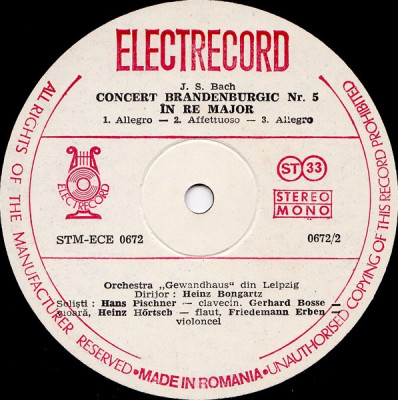 ELECTRECORD
J. S. Bach
CONCERT BRANDENBURGIC Nr. 5
ÎN RE MAJOR
1. Allegro — 2. Affettuoso — 3. Allegro
ELECTRECORD
ST 33
STEREO
MONO
STM-ECE 0672
0672/2
Orchestra „Gewandhaus" din Leipzig
Dirijor : Heinz Bongartz
Soliști : Hans Pischner — clavecin, Gerhard Bosse —
vioară, Heinz Hörtsch — flaut, Friedemann Erben —
violoncel
ALL RIGHTS OF THE MANUFACTURER RESERVED • MADE IN ROMANIA • UNAUTHORISED COPYING OF THIS RECORD PROHIBITED